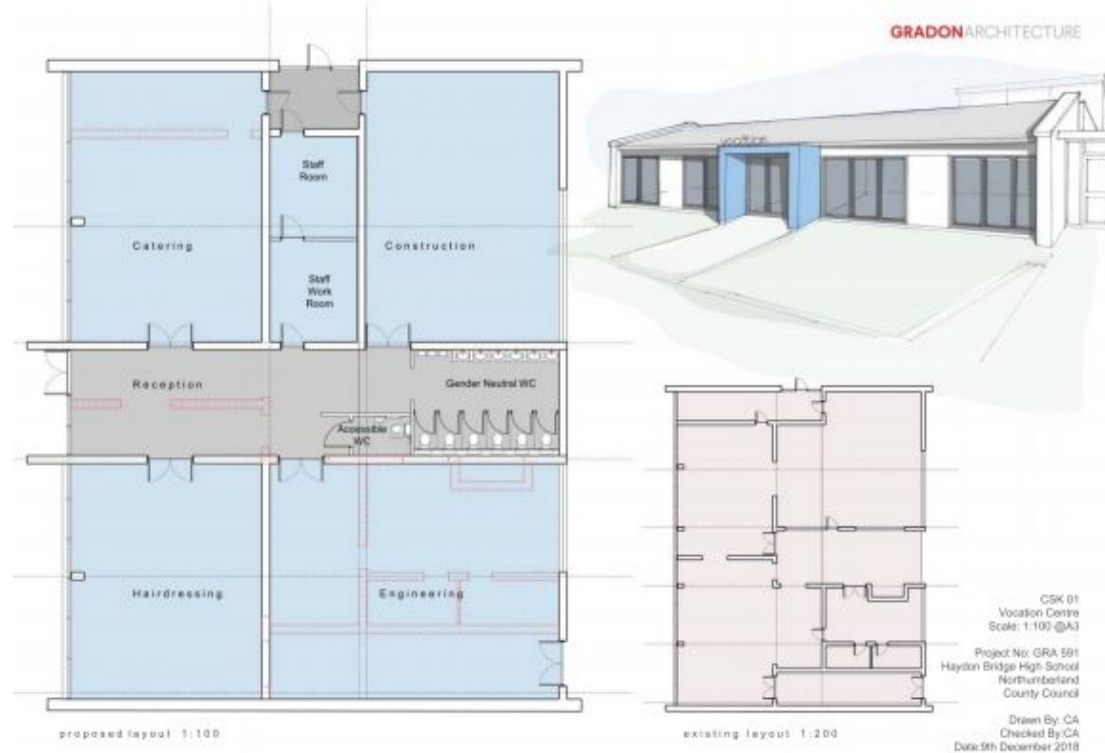 GRADONARCHITECTURE
Staff
Room
Catering
Construction
Staff
Work
Room
Reception
Gender Neutral WC
Accessible
WC
Hairdressing
Engineering
proposed layout 1:100
existing layout 1:200
CSK 01
Vocation Centre
Scale: 1:100 @A3
Project No: GRA 591
Haydon Bridge High School
Northumberland
County Council
Drawn By: CA
Checked By:CA
Date:9th December 2018